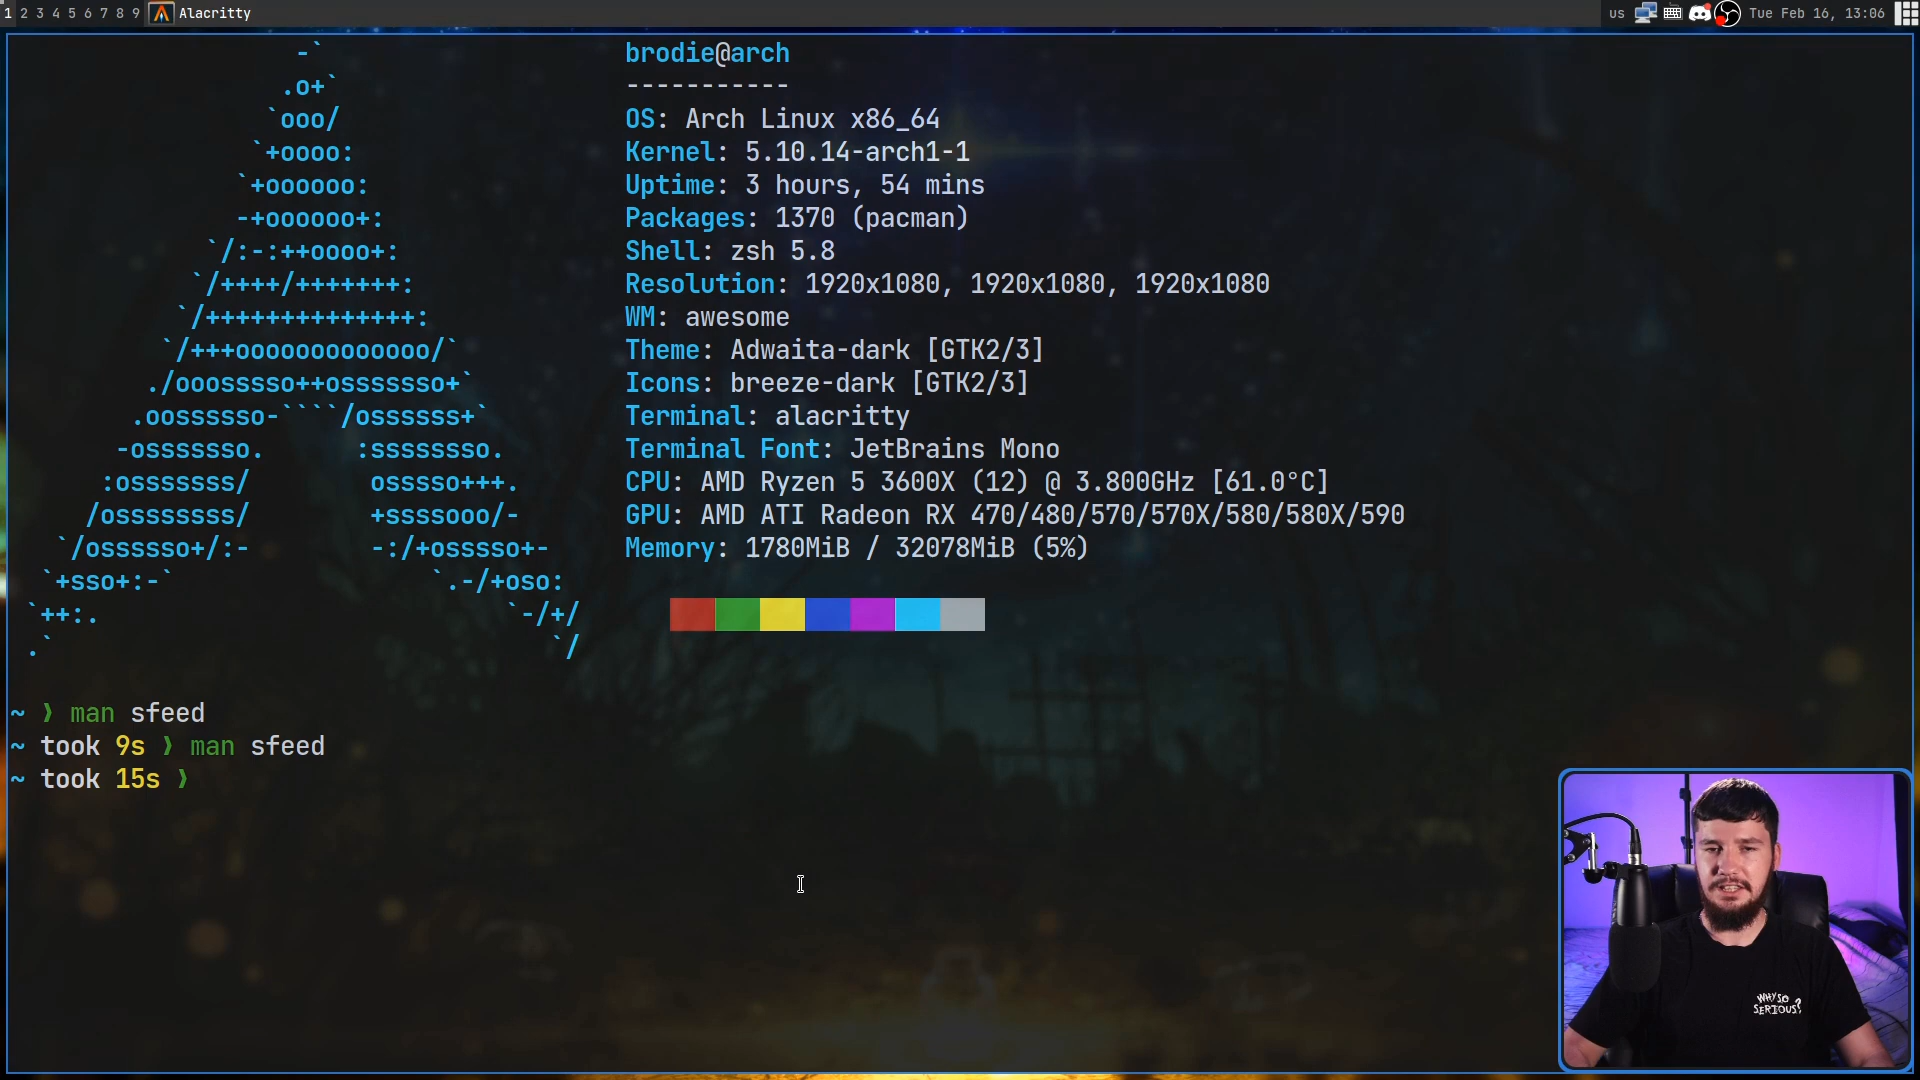 1 2 3 4 5 6 7 8 9 Alacritty us Tue Feb 16, 13:06
brodie@arch
-----------
OS: Arch Linux x86_64
Kernel: 5.10.14-arch1-1
Uptime: 3 hours, 54 mins
Packages: 1370 (pacman)
Shell: zsh 5.8
Resolution: 1920x1080, 1920x1080, 1920x1080
WM: awesome
Theme: Adwaita-dark [GTK2/3]
Icons: breeze-dark [GTK2/3]
Terminal: alacritty
Terminal Font: JetBrains Mono
CPU: AMD Ryzen 5 3600X (12) @ 3.800GHz [61.0°C]
GPU: AMD ATI Radeon RX 470/480/570/570X/580/580X/590
Memory: 1780MiB / 32078MiB (5%)
~ ❯ man sfeed
~ took 9s ❯ man sfeed
~ took 15s ❯
WHY SO
SERIOUS?